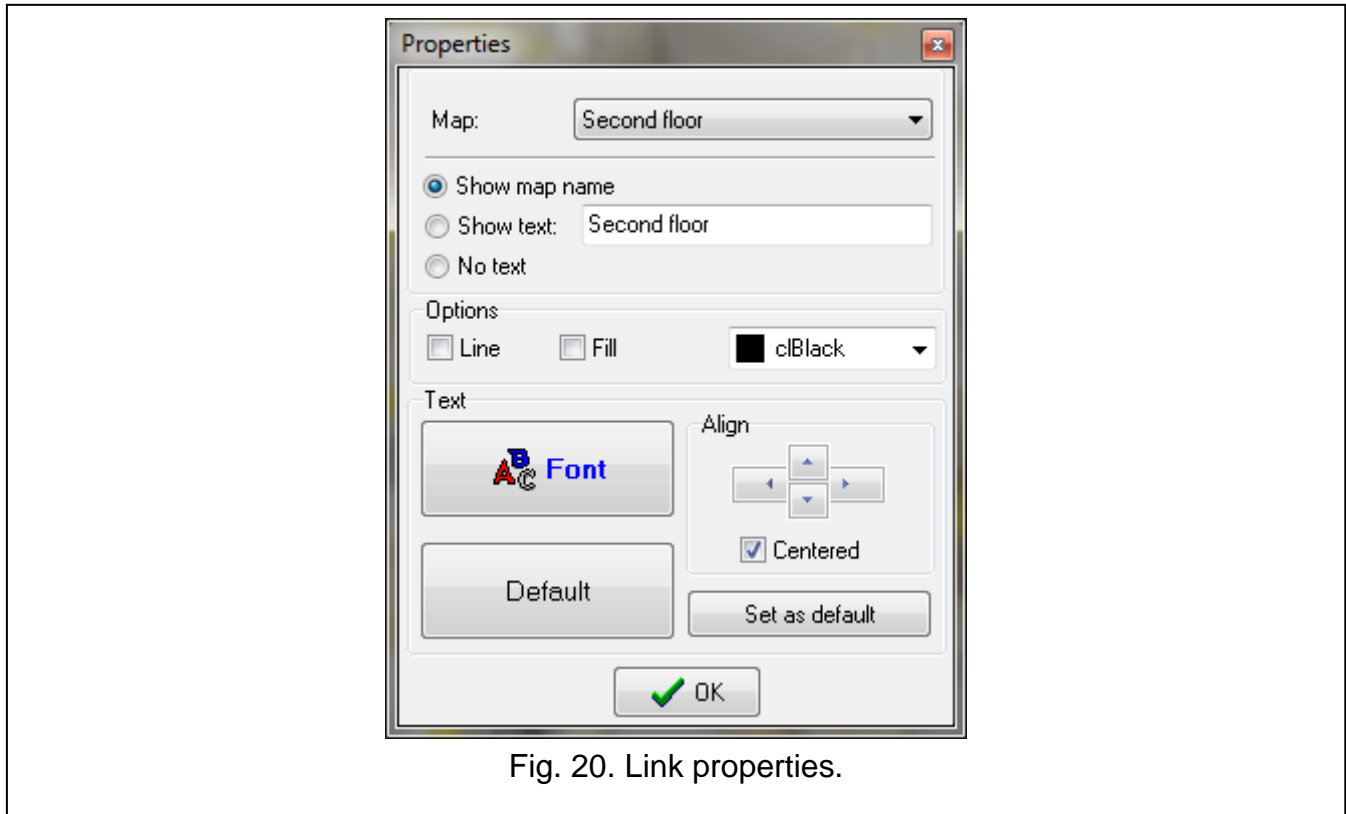 Properties
Map: Second floor
Show map name
Show text: Second floor
No text
Options
Line Fill clBlack
Text
Align
ABC Font
Centered
Default
Set as default
OK
Fig. 20. Link properties.